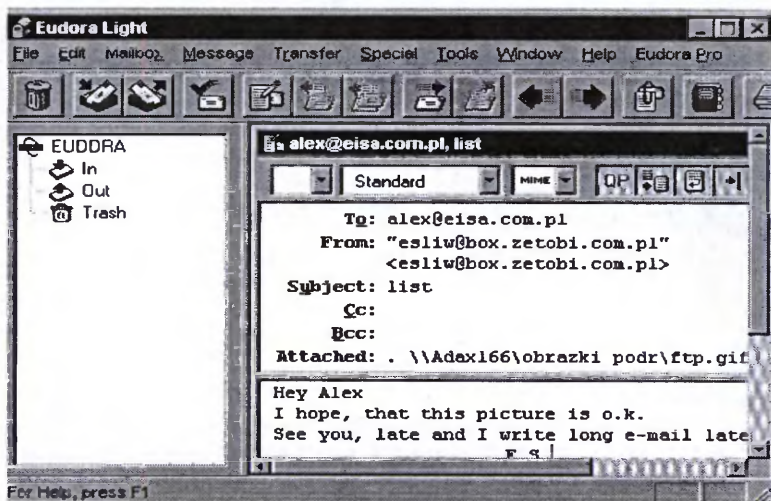 Eudora Light
File Edit Mailbox Message Transfer Special Tools Window Help Eudora Pro
EUDORA
In
Out
Trash
alex@eisa.com.pl, list
Standard MIME QP
To: alex@eisa.com.pl
From: "esliw@box.zetobi.com.pl"
<esliw@box.zetobi.com.pl>
Subject: list
Cc:
Bcc:
Attached: . \\Adax166\obrazki podr\ftp.gif
Hey Alex
I hope, that this picture is o.k.
See you, late and I write long e-mail late
E.S.
For Help, press F1